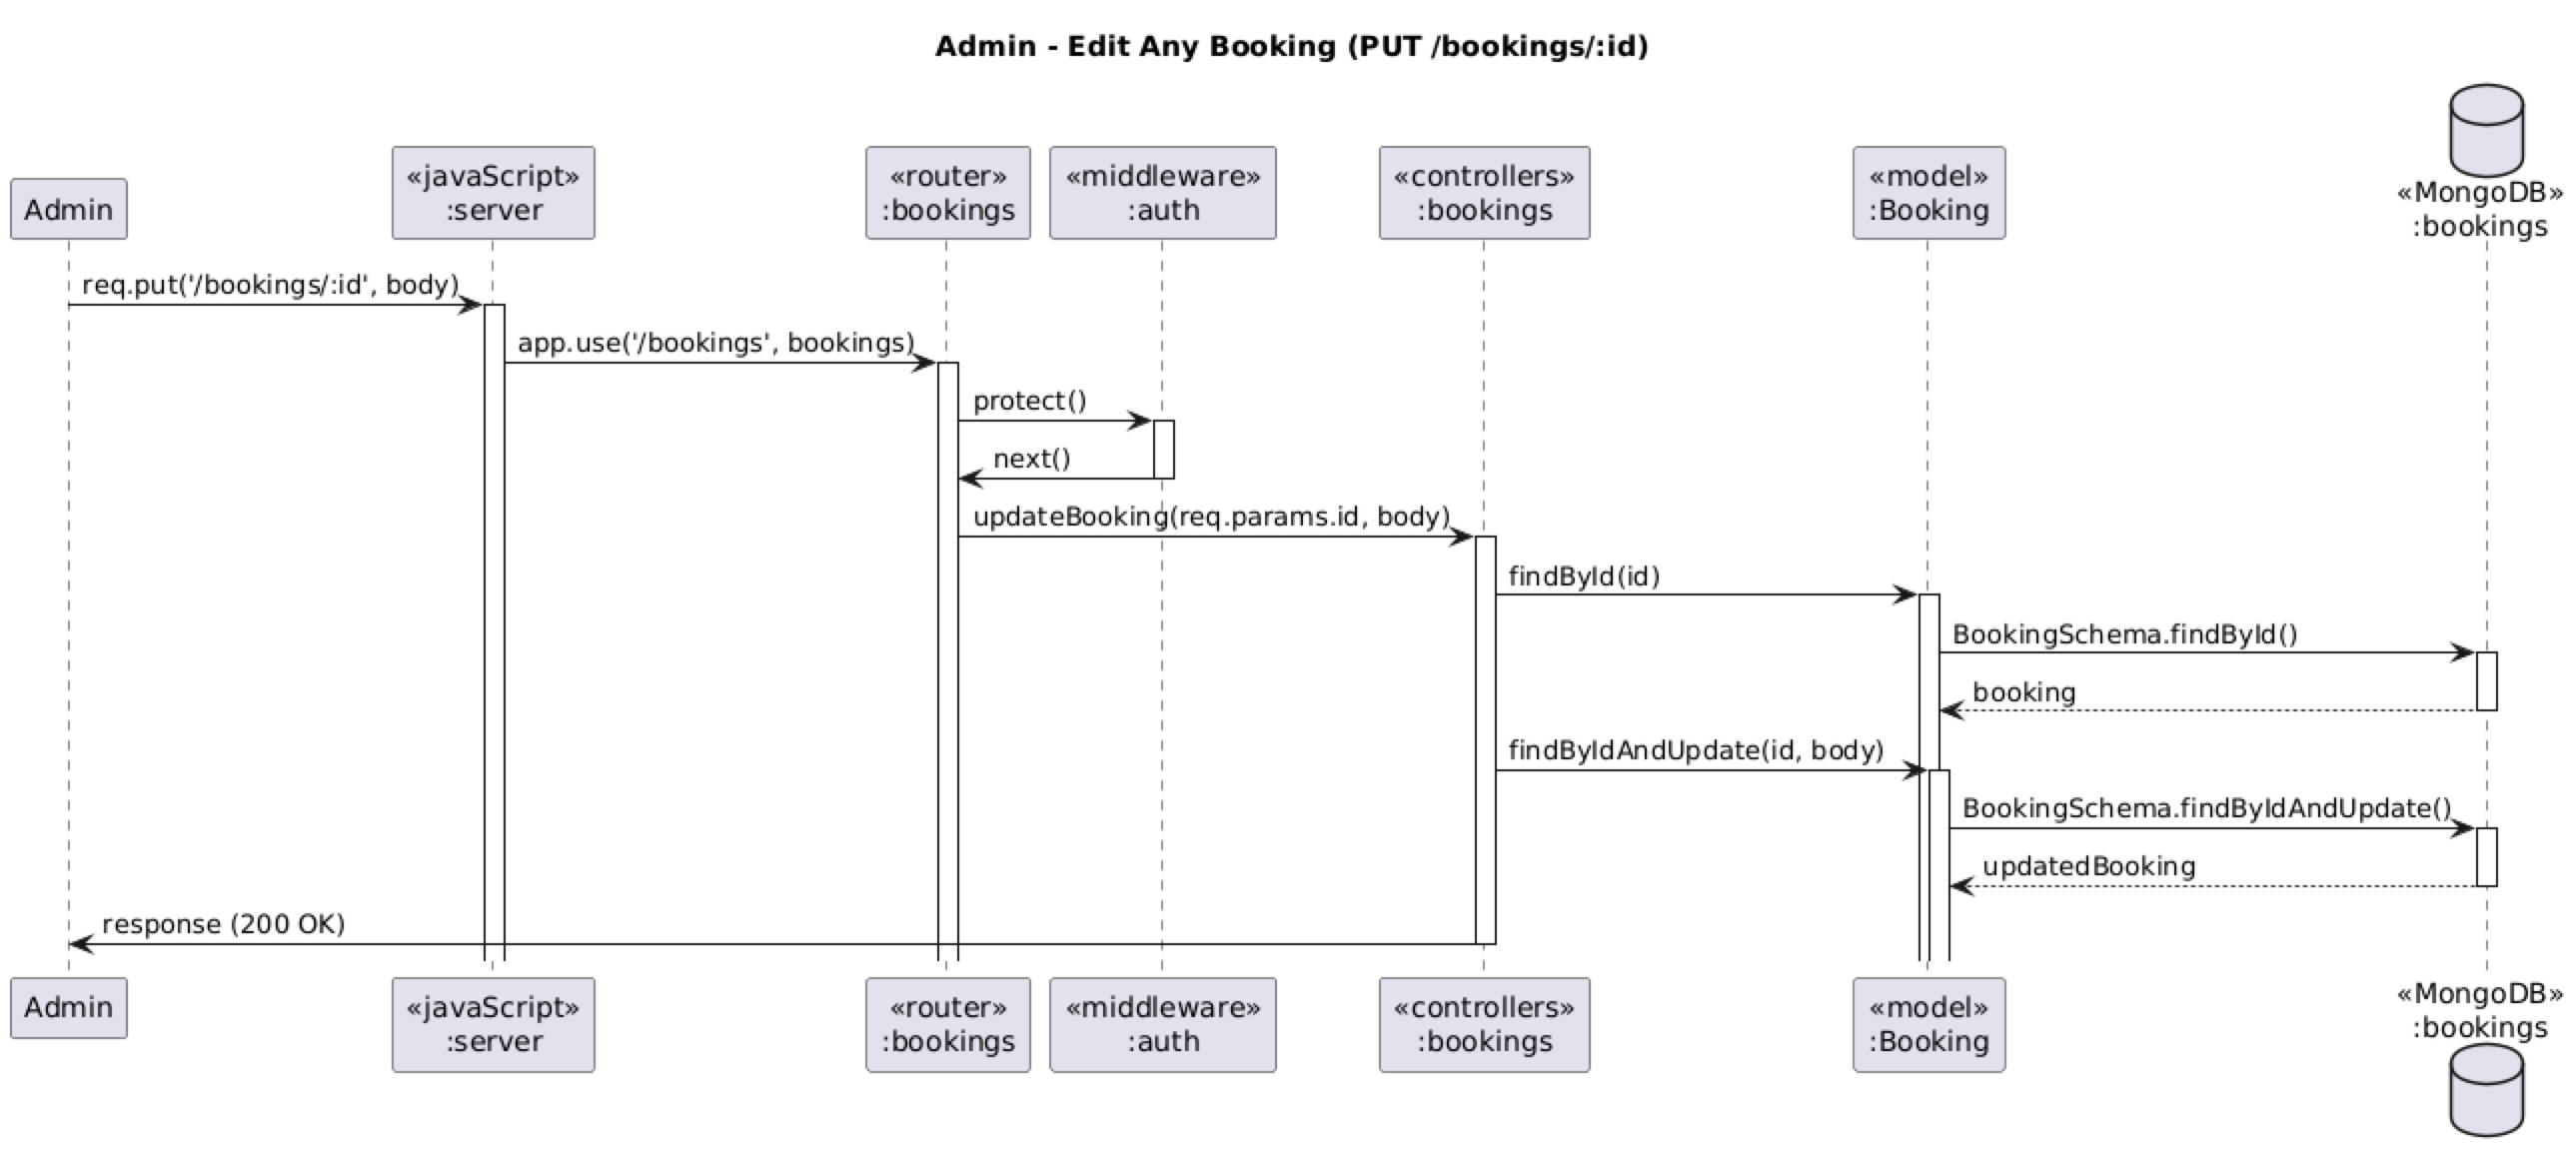 Admin - Edit Any Booking (PUT /bookings/:id)
Admin
«javaScript»
:server
«router»
:bookings
«middleware»
:auth
«controllers»
:bookings
«model»
:Booking
«MongoDB»
:bookings
req.put('/bookings/:id', body)
app.use('/bookings', bookings)
protect()
next()
updateBooking(req.params.id, body)
findById(id)
BookingSchema.findById()
booking
findByIdAndUpdate(id, body)
BookingSchema.findByIdAndUpdate()
updatedBooking
response (200 OK)
Admin
«javaScript»
:server
«router»
:bookings
«middleware»
:auth
«controllers»
:bookings
«model»
:Booking
«MongoDB»
:bookings